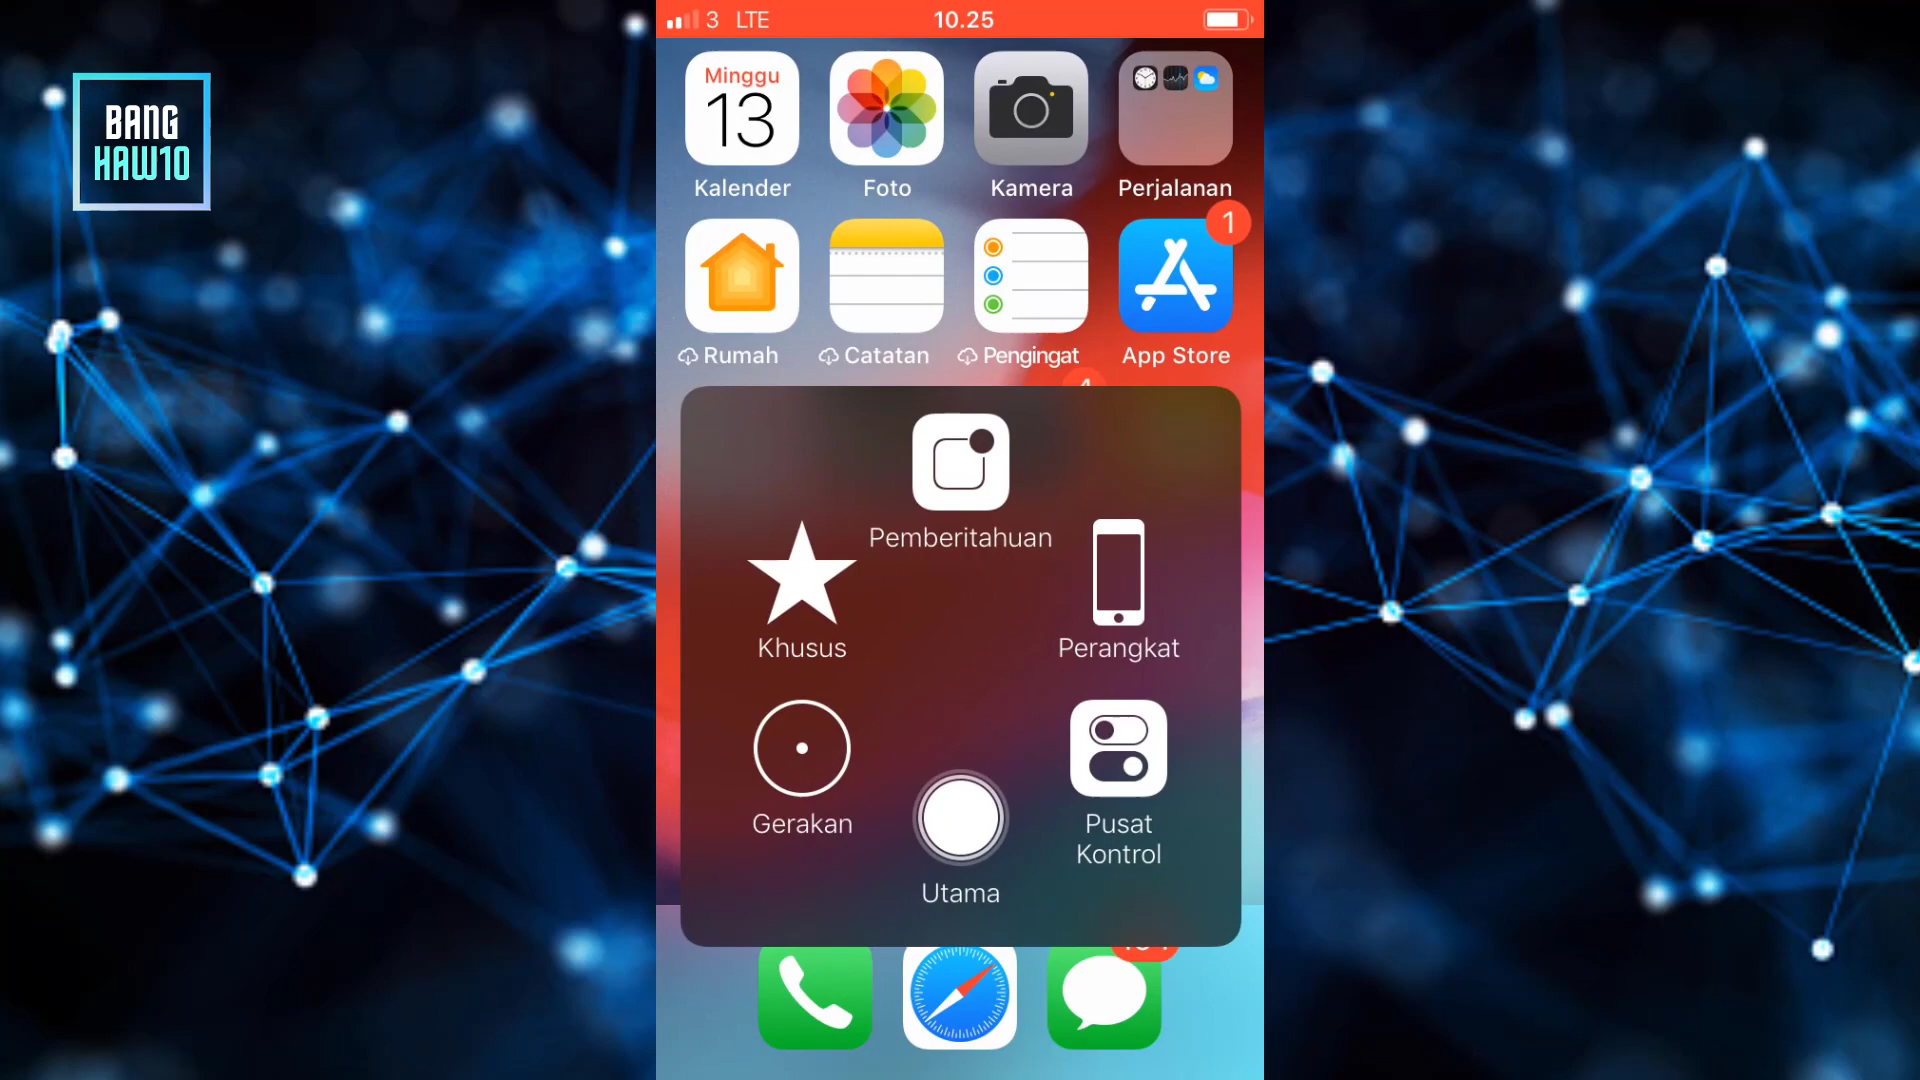 BANG
HAW10
3 LTE
10.25
Minggu
13
Kalender
Foto
Kamera
Perjalanan
1
Rumah
Catatan
Pengingat
App Store
Pemberitahuan
Khusus
Perangkat
Gerakan
Pusat
Kontrol
Utama